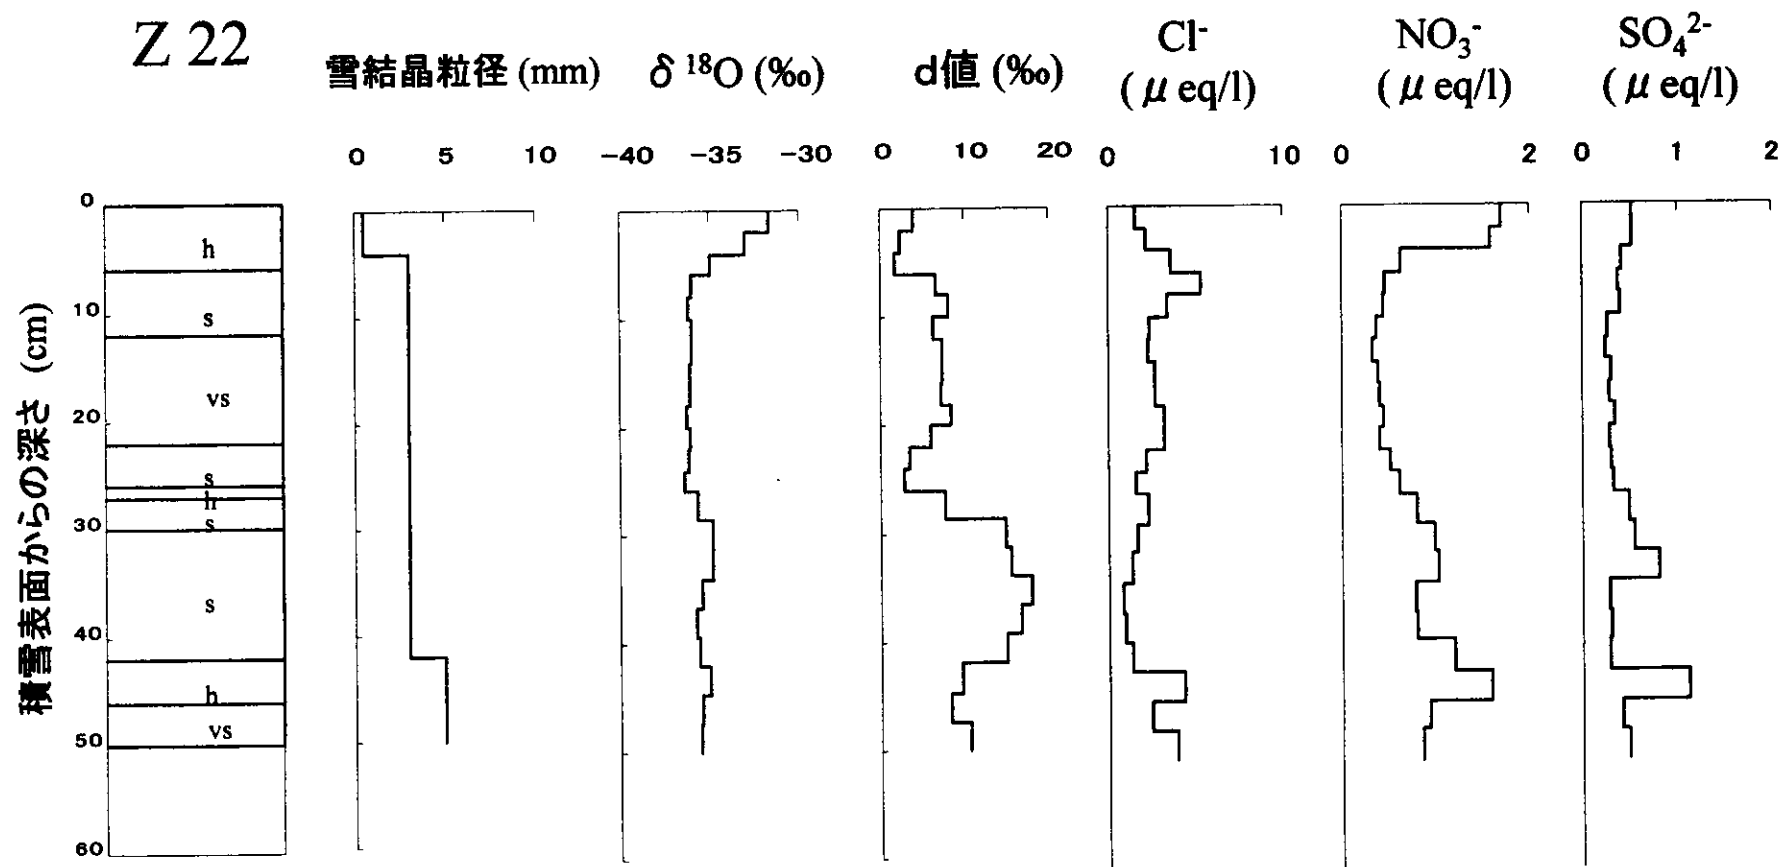 Z 22
雪結晶粒径 (mm)
δ ¹⁸O (‰)
d値 (‰)
Cl⁻
(μ eq/l)
NO₃⁻
(μ eq/l)
SO₄²⁻
(μ eq/l)
0 5 10
−40 −35 −30
0 10 20
0 10
0 2
0 1 2
積雪表面からの深さ (cm)
0
10
20
30
40
50
60
h
s
vs
s
h
s
s
h
vs